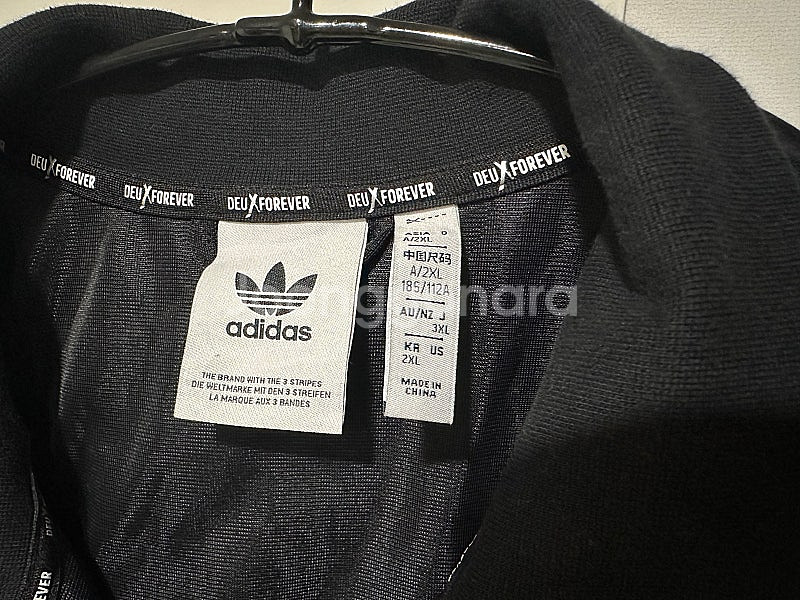 DEUXFOREVER
DEUXFOREVER
DEUXFOREVER
DEUXFOREVER
DEUXFOREVER
adidas
THE BRAND WITH THE 3 STRIPES
DIE WELTMARKE MIT DEN 3 STREIFEN
LA MARQUE AUX 3 BANDES
A/2XL
中国尺码
A/2XL
185/112A
AU/NZ J
3XL
KR US
2XL
MADE IN
CHINA
EVER